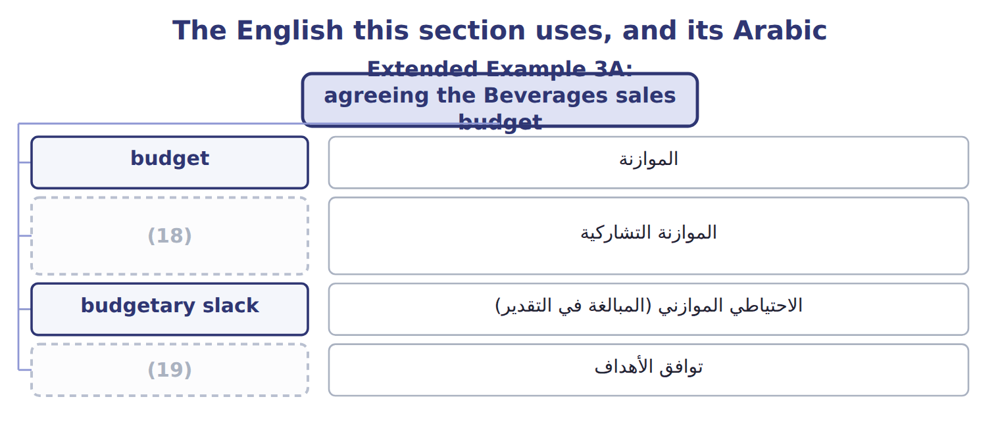 The English this section uses, and its Arabic
Extended Example 3A:
agreeing the Beverages sales
budget
budget
الموازنة
(18)
الموازنة التشاركية
budgetary slack
الاحتياطي الموازني (المبالغة في التقدير)
(19)
توافق الأهداف